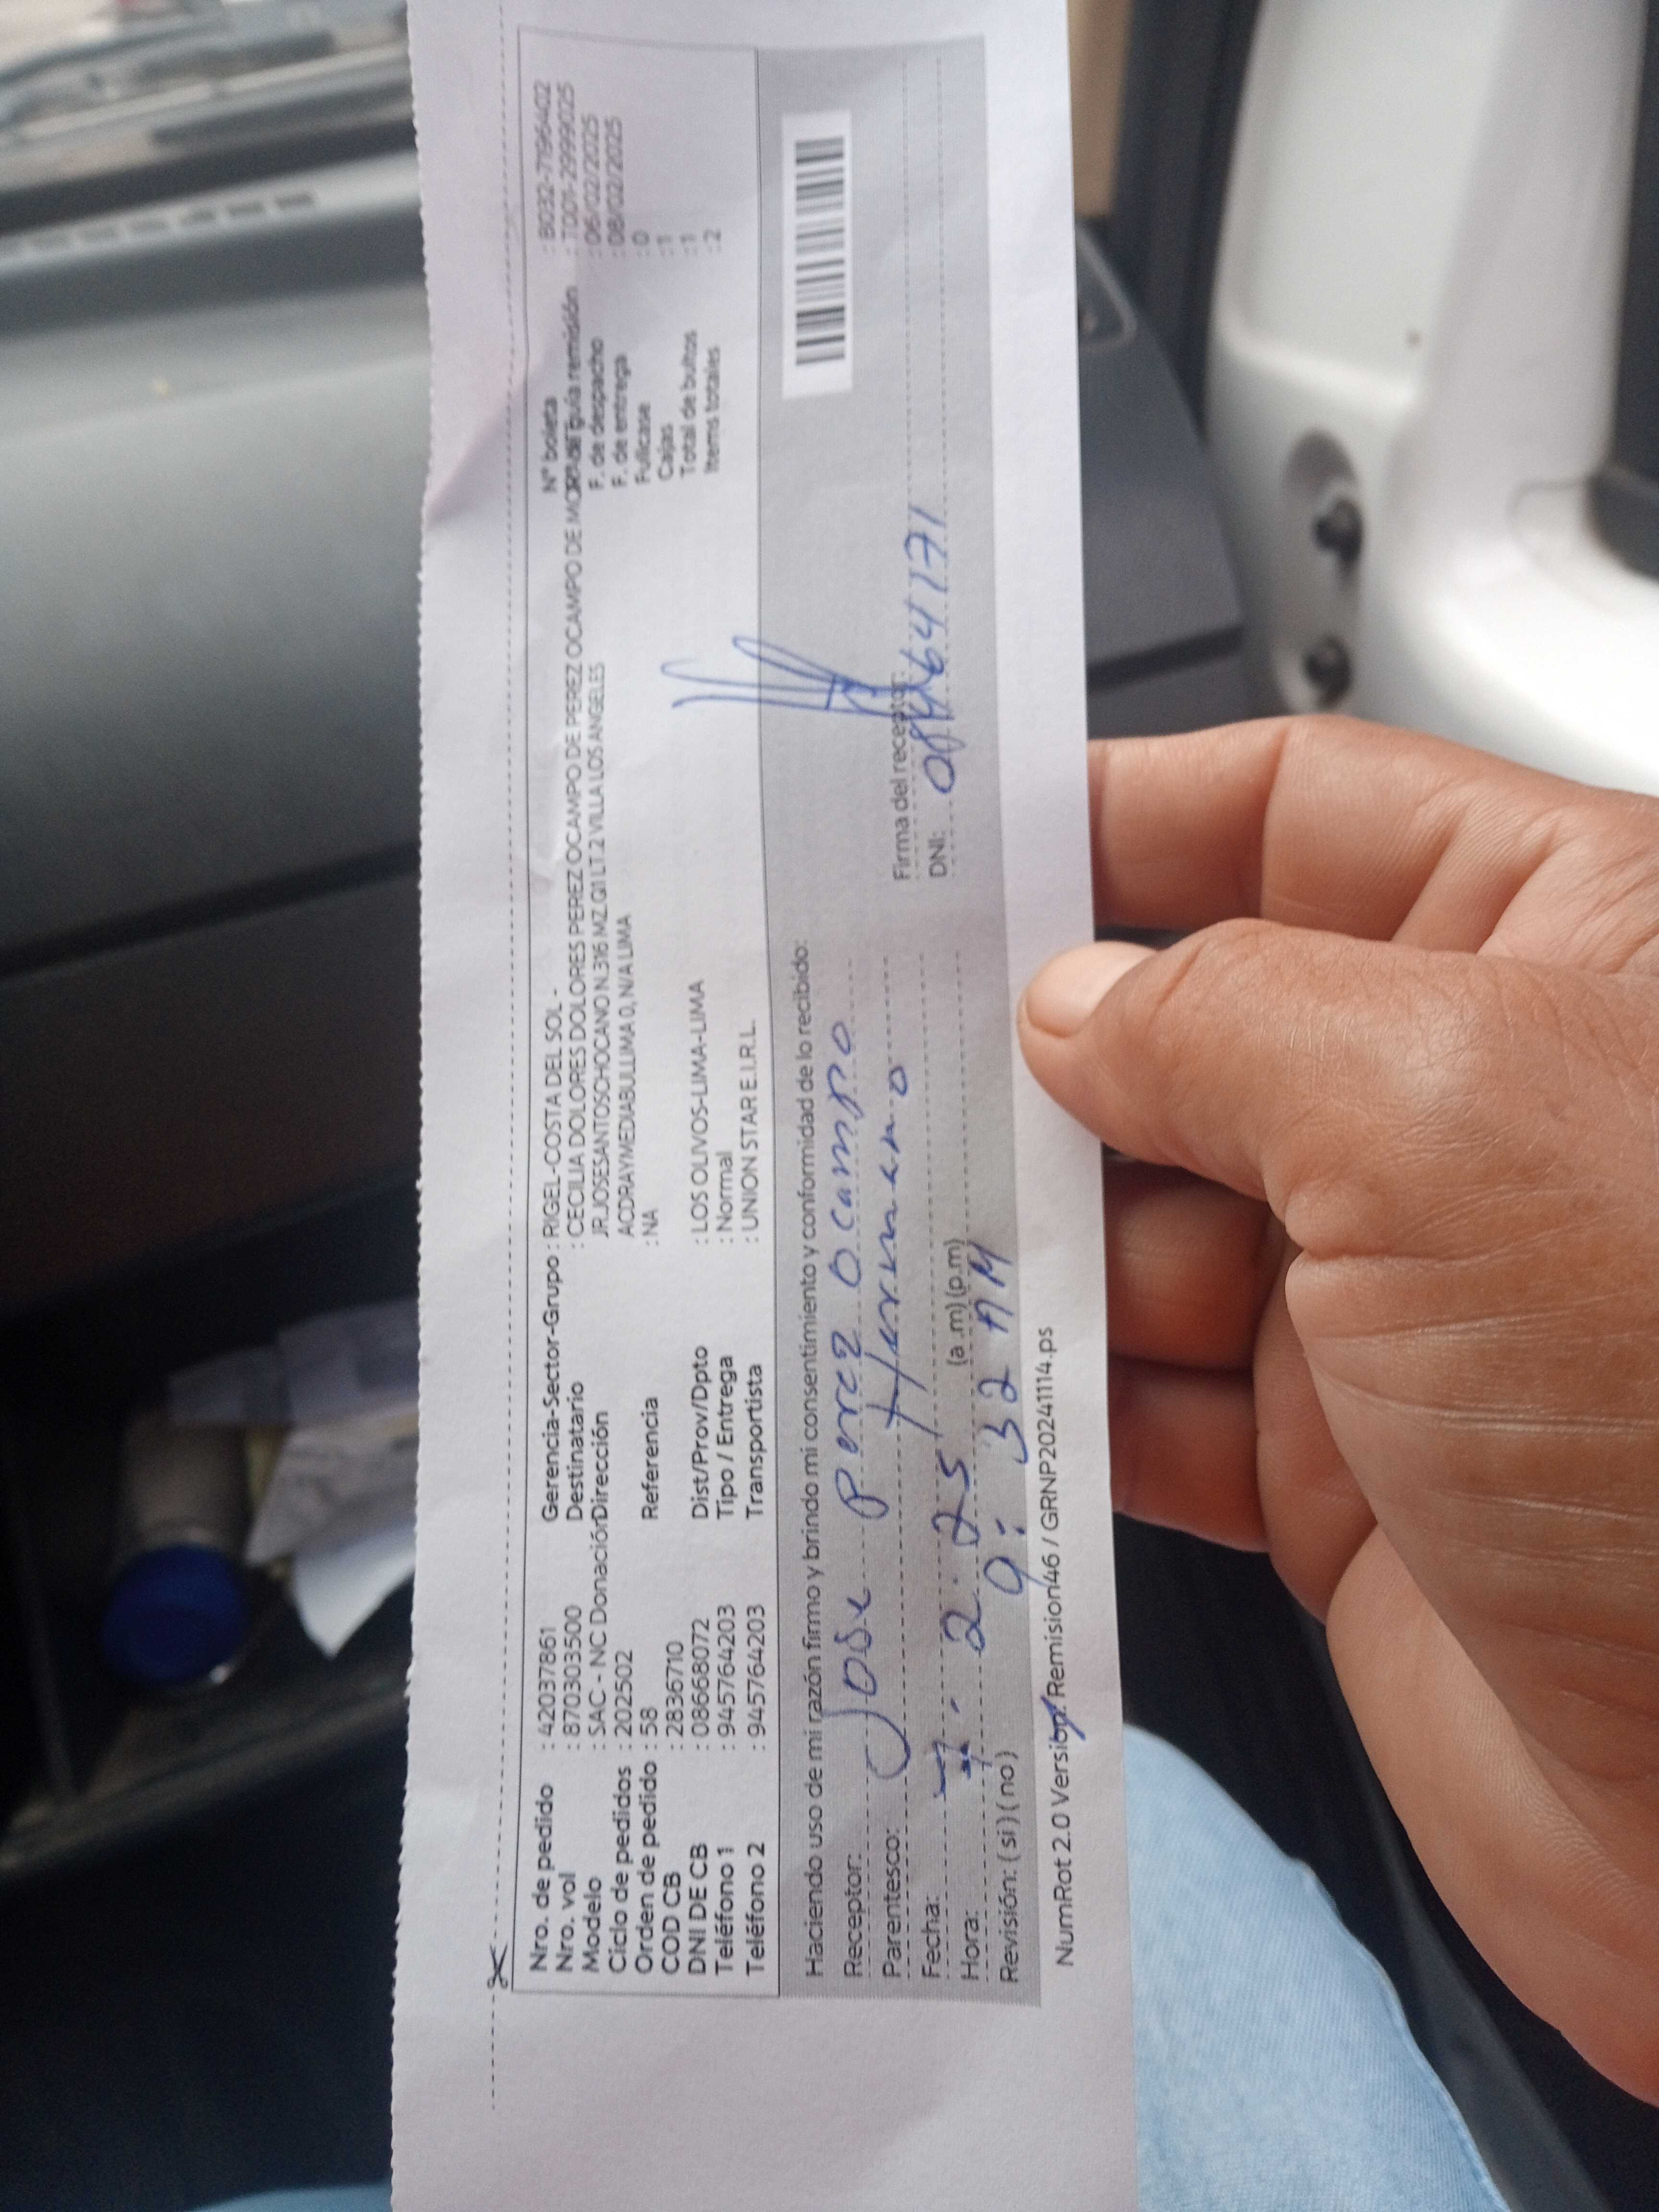 Nro. de pedido : 42037861
Nro. vol : 870303500
Modelo : SAC - NC Donación
Ciclo de pedidos : 202502
Orden de pedido : 58
COD CB : 2836710
DNI DE CB : 08668072
Teléfono 1 : 945764203
Teléfono 2 : 945764203
Gerencia-Sector-Grupo : RIGEL-COSTA DEL SOL -
Destinatario : CECILIA DOLORES DOLORES PEREZ PEREZ OCAMPO DE PEREZ OCAMPO DE
Dirección JR.JOSESANTOSCHOCANO N.316 MZ.Q1 LT.2 VILLA LOS ANGELES
ACDRAYMEDIABULLIMA 0, N/A LIMA
Referencia : NA
Dist/Prov/Dpto : LOS OLIVOS-LIMA-LIMA
Tipo / Entrega : Normal
Transportista : UNION STAR E.I.R.L.
N° boleta : B032-7196402
guía remisión : T001-29999025
F. de despacho : 06/02/2025
F. de entrega : 08/02/2025
Fullcase : 0
Cajas : 1
Total de bultos : 1
Items totales : 2
Haciendo uso de mi razón firmo y brindo mi consentimiento y conformidad de lo recibido:
Receptor: Jose Perez Ocampo
Parentesco: Hermano
Fecha: 7. 2. 25
Hora: 9:32 AM (a .m) (p.m)
Revisión: ( si ) ( no )
Firma del receptor:
DNI:
NumRot 2.0 Versión: Remision46 / GRNP20241114.ps